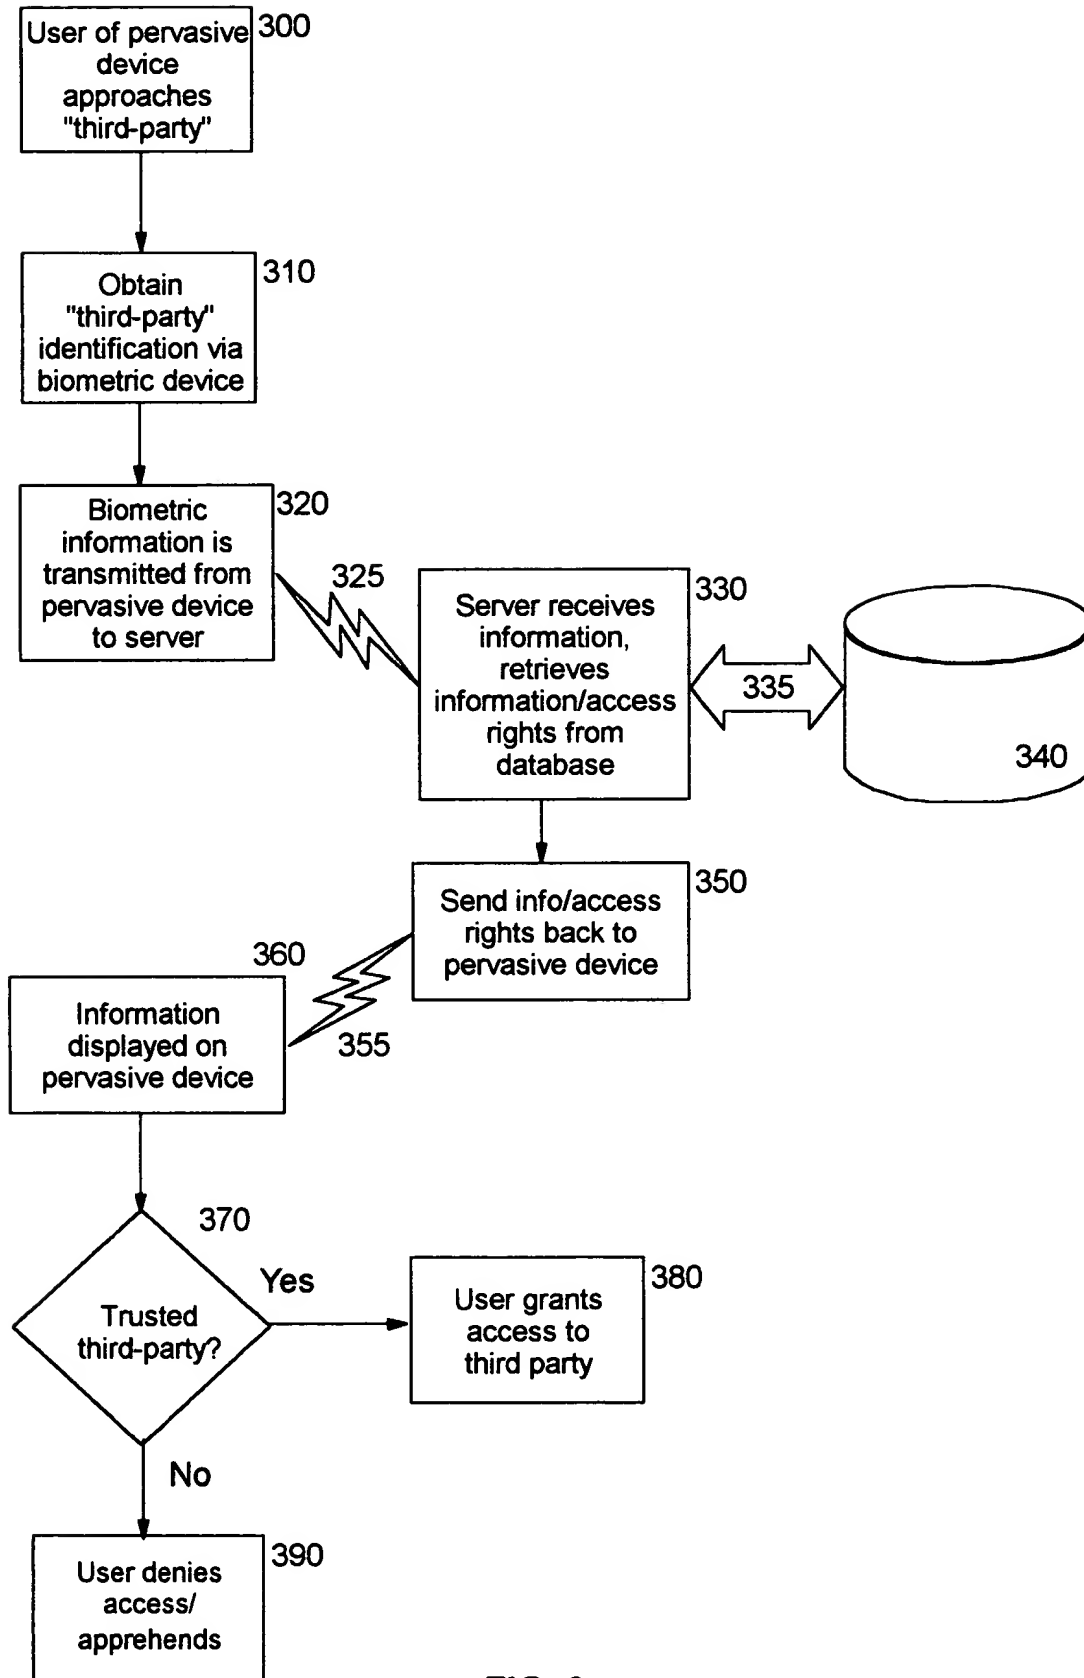 User of pervasive
device
approaches
"third-party"
300
Obtain
"third-party"
identification via
biometric device
310
Biometric
information is
transmitted from
pervasive device
to server
320
325
Server receives
information,
retrieves
information/access
rights from
database
330
335
340
Send info/access
rights back to
pervasive device
350
355
360
Information
displayed on
pervasive device
370
Trusted
third-party?
Yes
User grants
access to
third party
380
No
User denies
access/
apprehends
390